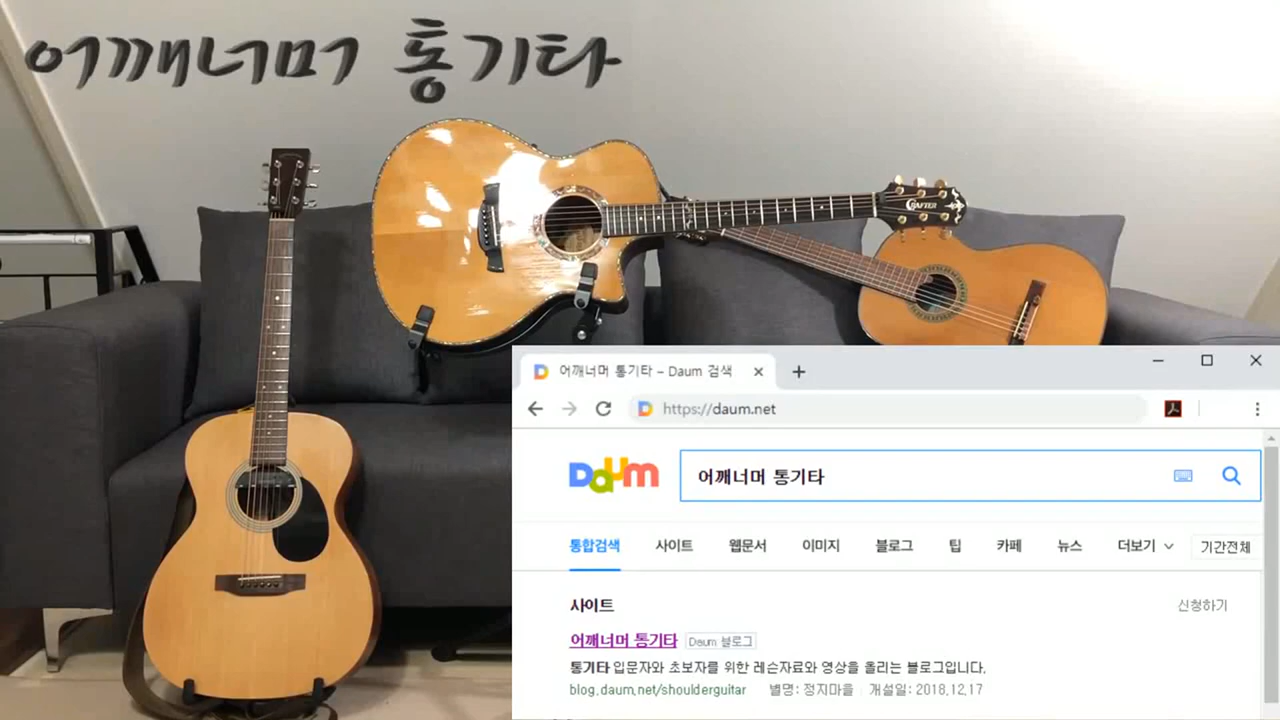 어깨너머 통기타
CRAFTER
어깨너머 통기타 – Daum 검색
https://daum.net
Daum
어깨너머 통기타
통합검색 사이트 웹문서 이미지 블로그 팁 카페 뉴스 더보기 기간전체
사이트 신청하기
어깨너머 통기타 Daum 블로그
통기타 입문자와 초보자를 위한 레슨자료와 영상을 올리는 블로그입니다.
blog.daum.net/shoulderguitar 별명: 정지마을 개설일: 2018.12.17